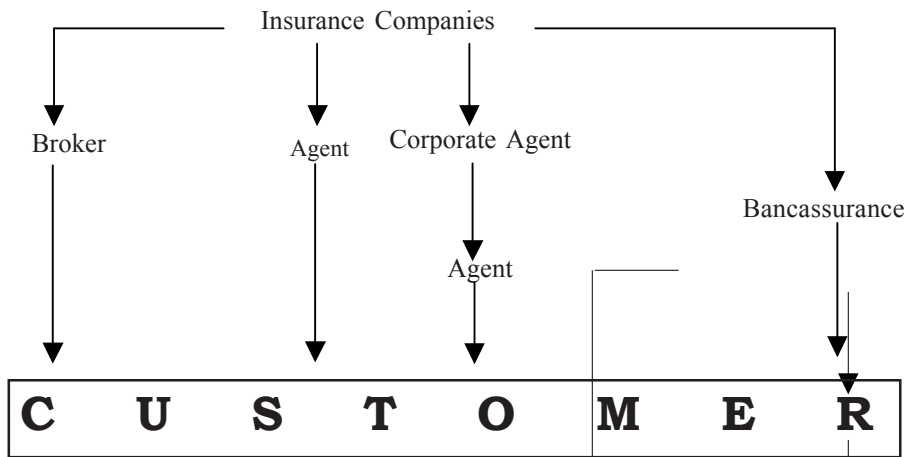 Insurance Companies
Broker
Agent
Corporate Agent
Bancassurance
Agent
C U S T O M E R